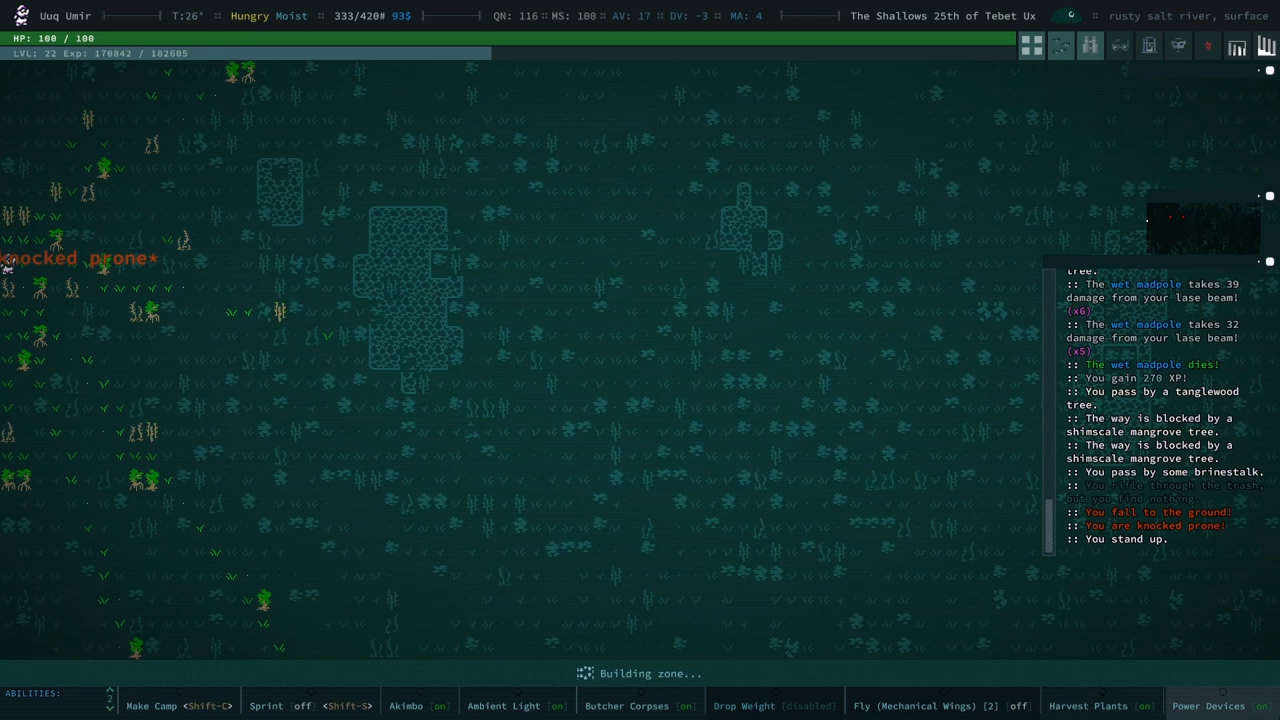 Uuq Umir T:26° :: Hungry Moist :: 333/420# 93$ QN: 116 :: MS: 100 :: AV: 17 :: DV: -3 :: MA: 4 The Shallows 25th of Tebet Ux :: rusty salt river, surface
HP: 100 / 100
LVL: 22 Exp: 170842 / 182605
knocked prone*
tree.
:: The wet madpole takes 39
damage from your lase beam!
(x6)
:: The wet madpole takes 32
damage from your lase beam!
(x5)
:: The wet madpole dies!
:: You gain 270 XP!
:: You pass by a tanglewood
tree.
:: The way is blocked by a
shimscale mangrove tree.
:: The way is blocked by a
shimscale mangrove tree.
:: You pass by some brinestalk.
:: You rifle through the trash,
but you find nothing.
:: You fall to the ground!
:: You are knocked prone!
:: You stand up.
Building zone...
ABILITIES: 2 Make Camp <Shift-C> Sprint [off] <Shift-S> Akimbo [on] Ambient Light [on] Butcher Corpses [on] Drop Weight [disabled] Fly (Mechanical Wings) [2] [off] Harvest Plants [on] Power Devices [on]